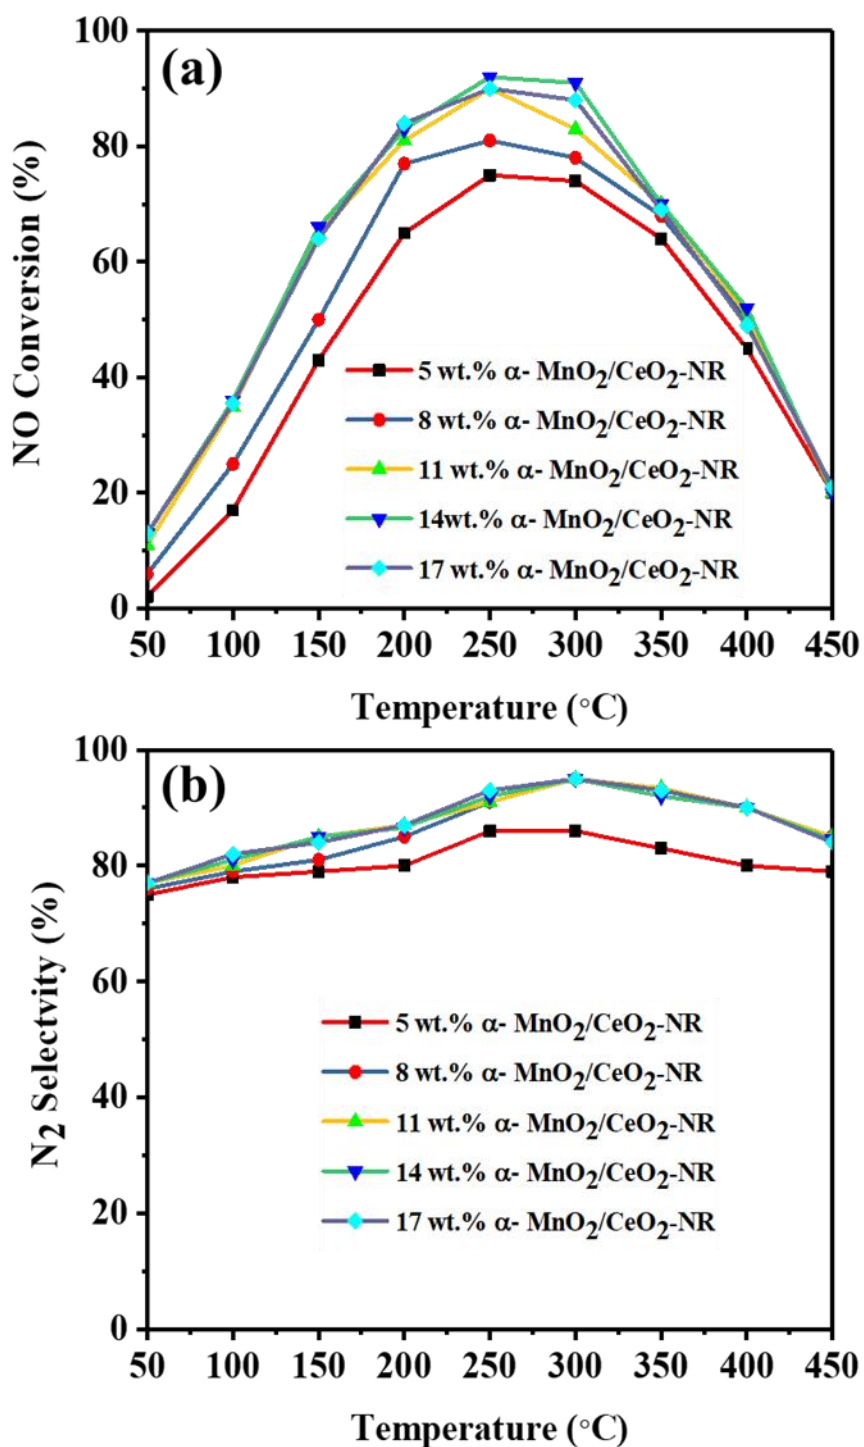 (a)
NO Conversion (%)
100
80
60
40
20
0
5 wt.% α- MnO₂/CeO₂-NR
8 wt.% α- MnO₂/CeO₂-NR
11 wt.% α- MnO₂/CeO₂-NR
14wt.% α- MnO₂/CeO₂-NR
17 wt.% α- MnO₂/CeO₂-NR
50 100 150 200 250 300 350 400 450
Temperature (°C)
(b)
N₂ Selectvity (%)
100
80
60
40
20
0
5 wt.% α- MnO₂/CeO₂-NR
8 wt.% α- MnO₂/CeO₂-NR
11 wt.% α- MnO₂/CeO₂-NR
14 wt.% α- MnO₂/CeO₂-NR
17 wt.% α- MnO₂/CeO₂-NR
50 100 150 200 250 300 350 400 450
Temperature (°C)